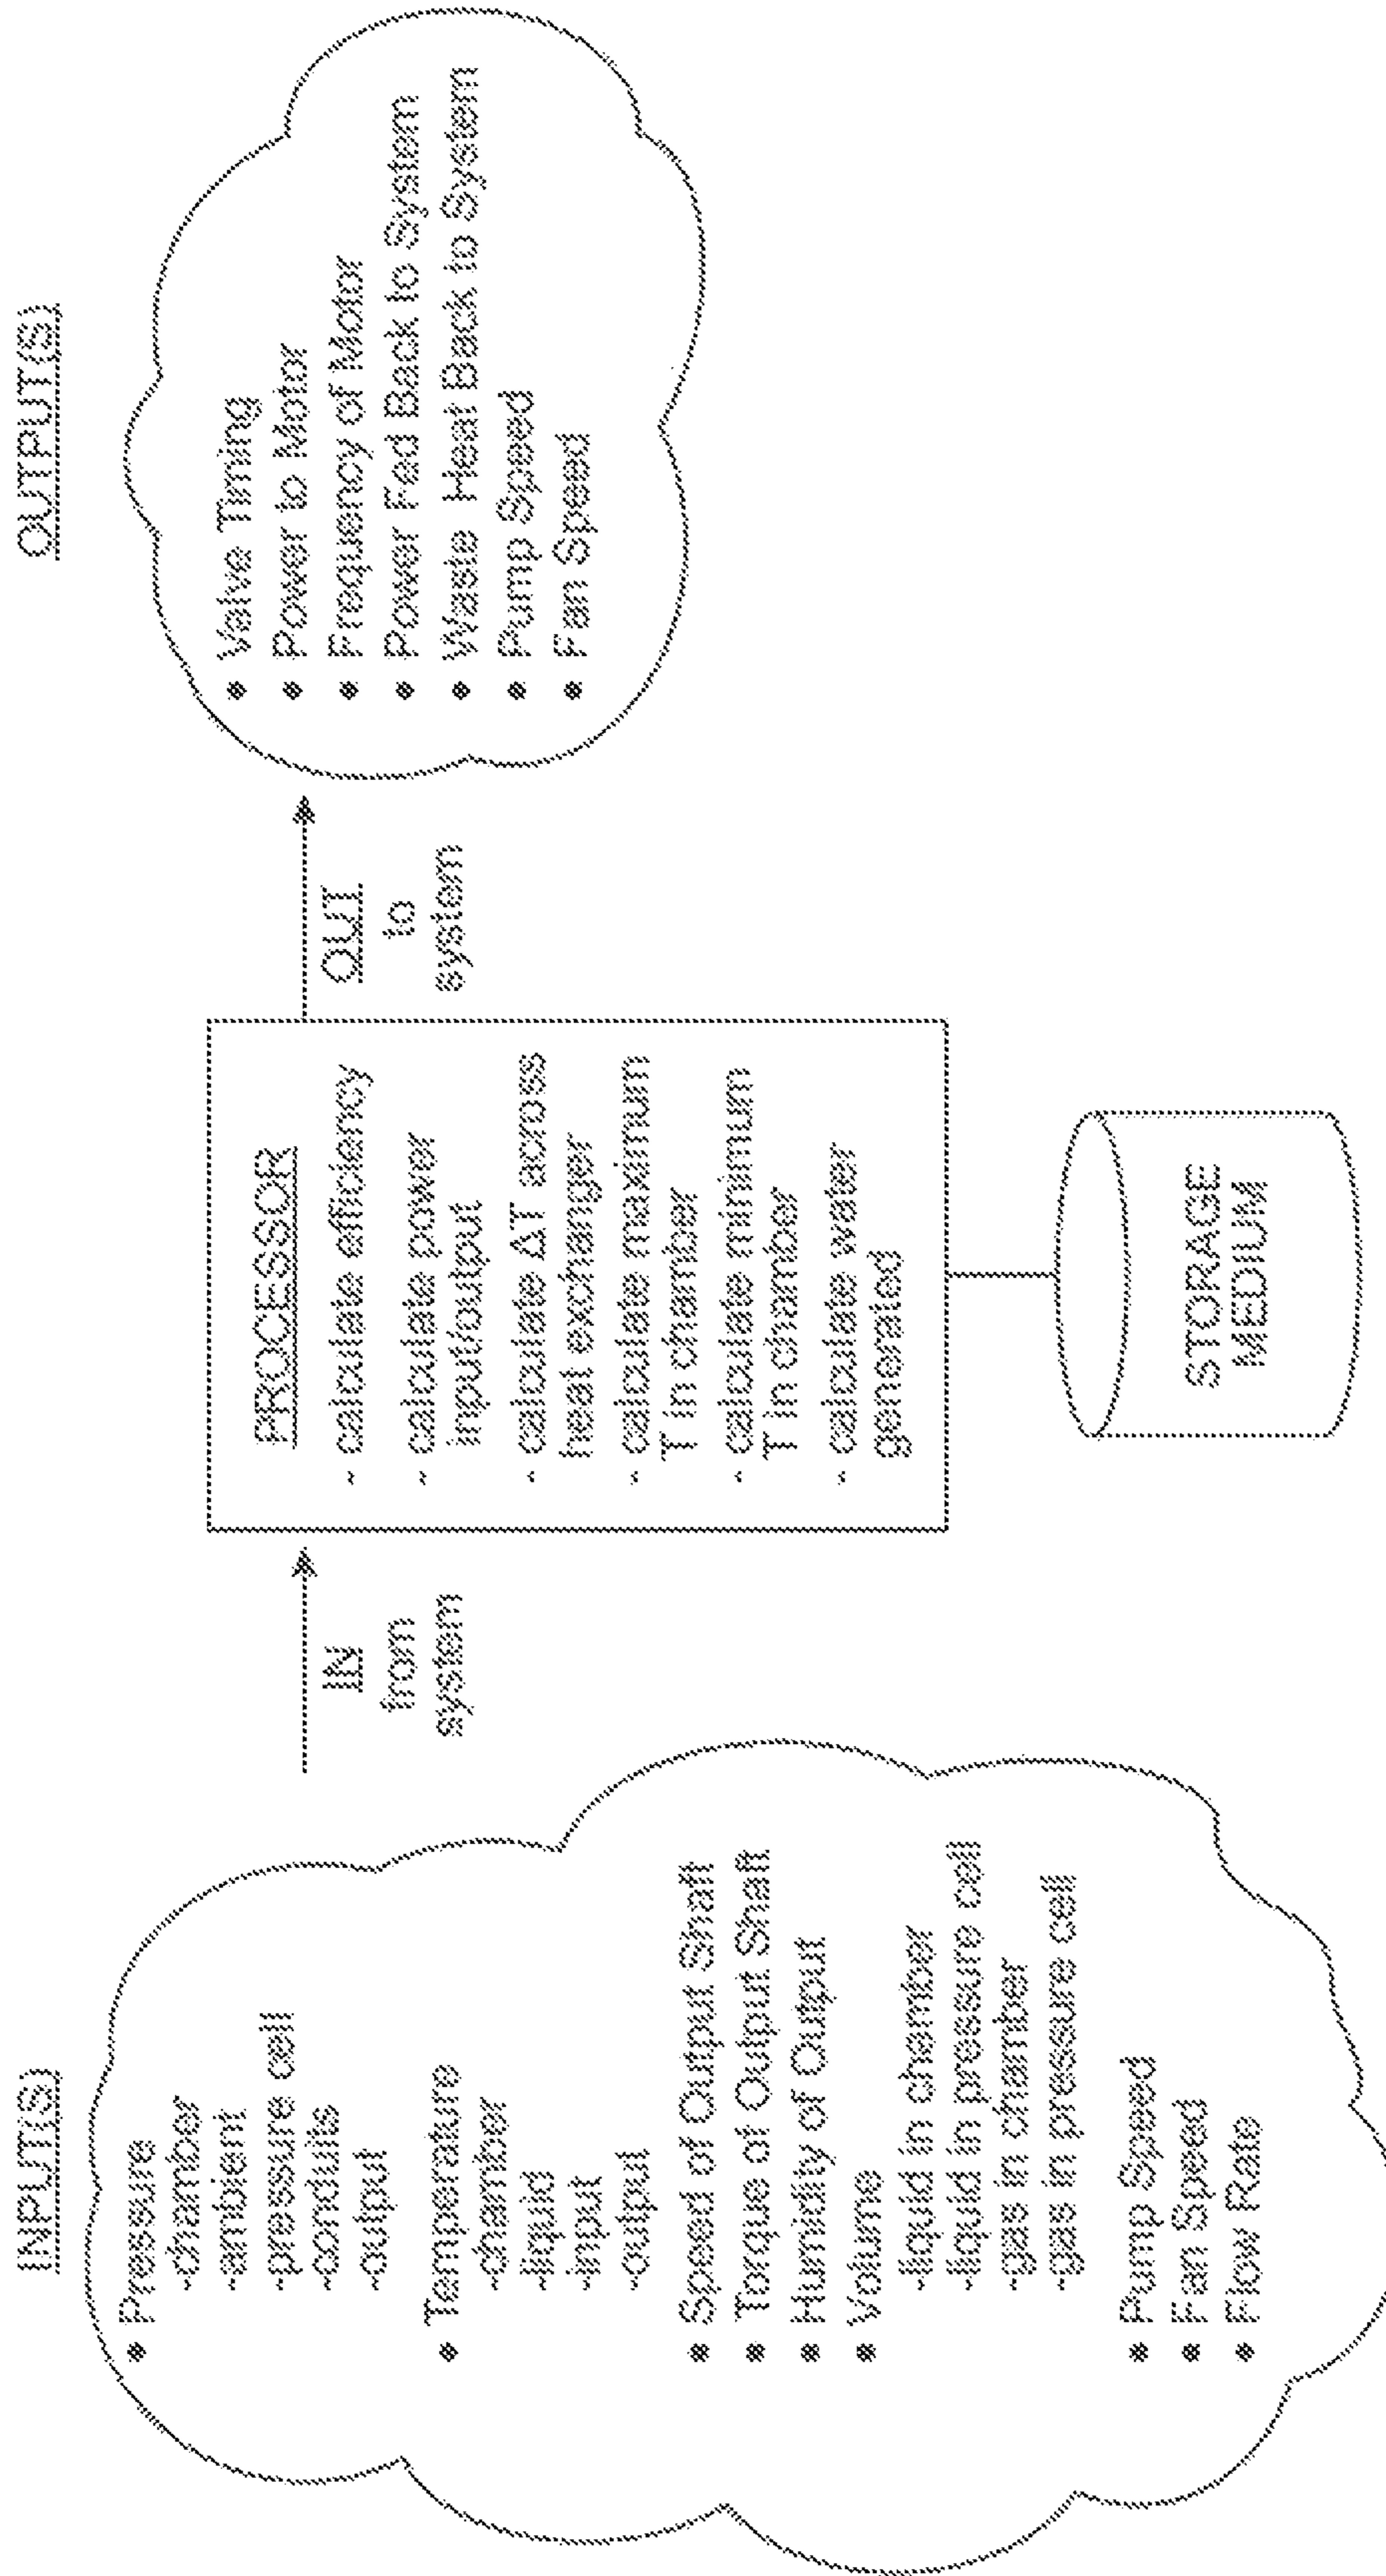 INPUT(S)
• Pressure
-chamber
-ambient
-pressure cell
-conduits
-output
• Temperature
-chamber
-liquid
-input
-output
• Speed of Output Shaft
• Torque of Output Shaft
• Humidity of Output
• Volume
-liquid in chamber
-liquid in pressure cell
-gas in chamber
-gas in pressure cell
• Pump Speed
• Fan Speed
• Flow Rate
IN
from
system
PROCESSOR
- calculate efficiency
- calculate power
input/output
- calculate ΔT across
heat exchanger
- calculate maximum
T in chamber
- calculate minimum
T in chamber
- calculate water
generated
STORAGE
MEDIUM
OUT
to
system
OUTPUT(S)
• Valve Timing
• Power to Motor
• Frequency of Motor
• Power Fed Back to System
• Waste Heat Back to System
• Pump Speed
• Fan Speed